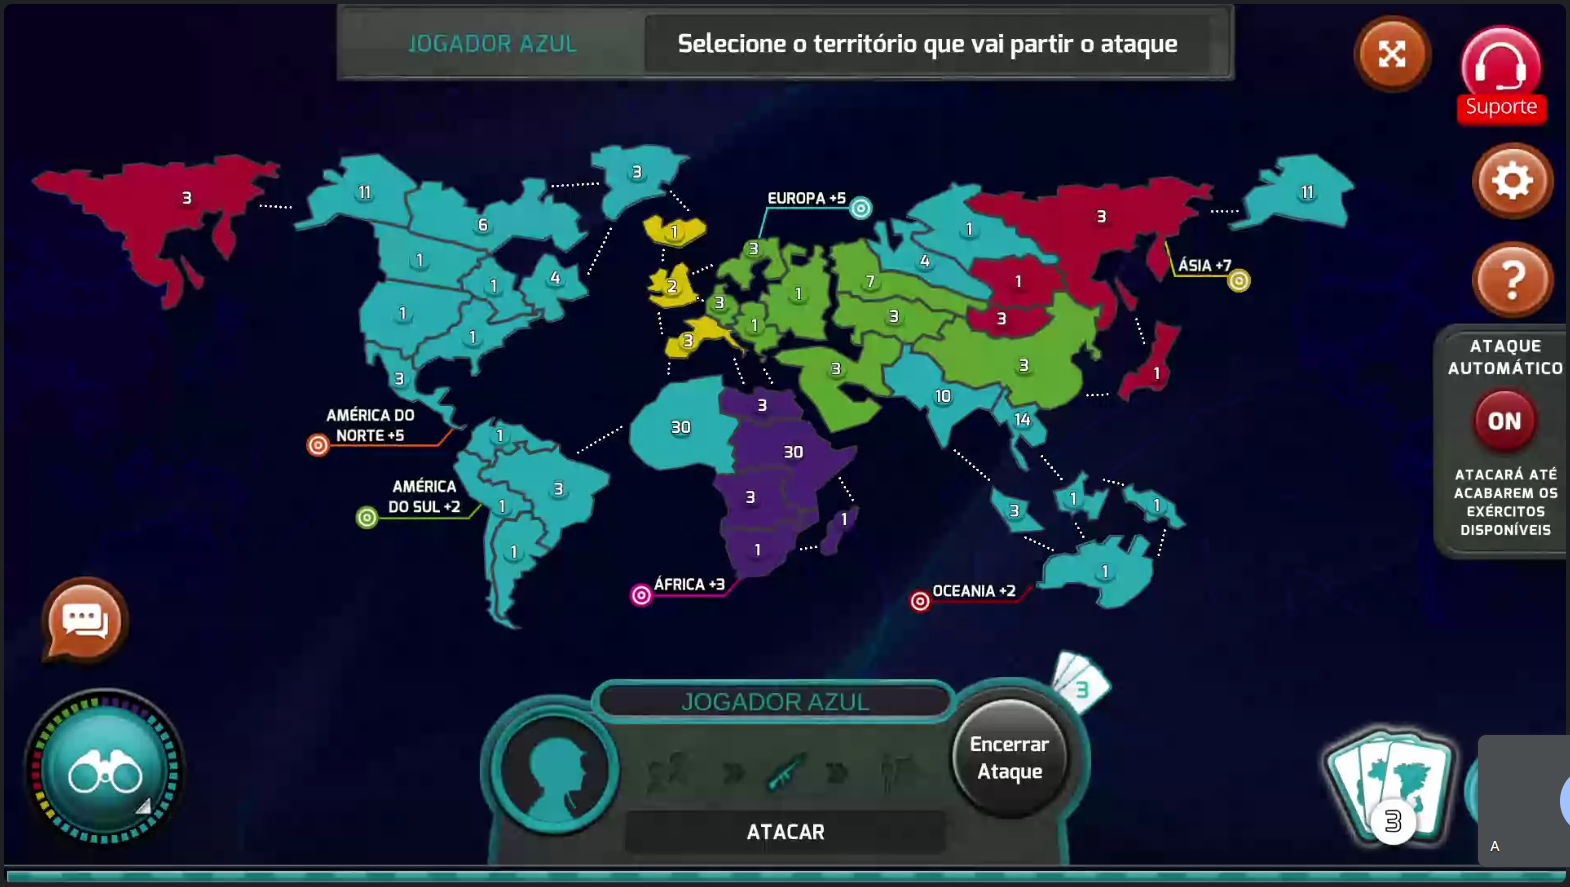 JOGADOR AZUL
Selecione o território que vai partir o ataque
Suporte
3
11
6
3
1
1
4
1
1
3
1
2
3
EUROPA +5
3
3
1
1
7
3
3
1
4
3
1
3
3
11
ÁSIA +7
1
10
14
ATAQUE
AUTOMÁTICO
ON
ATACARÁ ATÉ
ACABAREM OS
EXÉRCITOS
DISPONÍVEIS
AMÉRICA DO
NORTE +5
1
3
AMÉRICA
DO SUL +2
1
1
30
3
30
3
1
1
ÁFRICA +3
3
1
1
1
OCEANIA +2
3
JOGADOR AZUL
Encerrar
Ataque
ATACAR
3
A